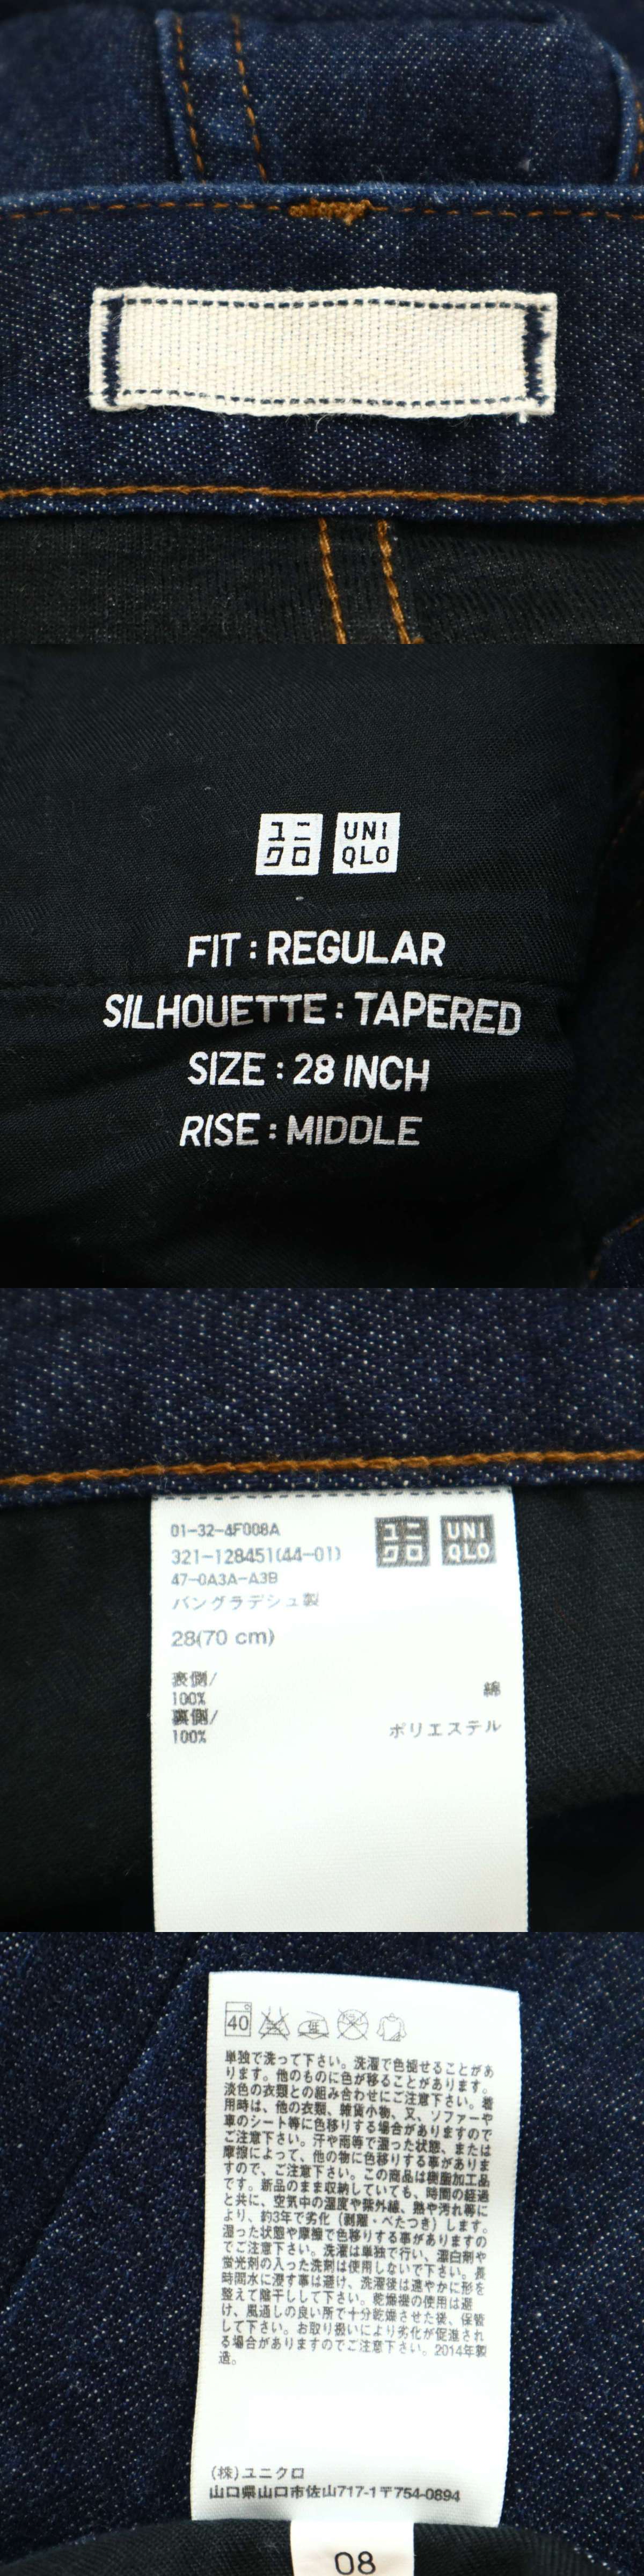 ユニ
クロ
UNI
QLO
FIT : REGULAR
SILHOUETTE : TAPERED
SIZE : 28 INCH
RISE : MIDDLE
01-32-4F008A
321-128451(44-01)
47-0A3A-A3B
バングラデシュ製
ユニ
クロ
UNI
QLO
28(70 cm)
表側/
100% 綿
裏側/
100% ポリエステル
40
低
単独で洗って下さい。洗濯で色褪せることがあ
ります。他のものに色が移ることがあります。
淡色の衣類との組み合わせにご注意下さい。着
用時は、他の衣類、雑貨小物、又、ソファーや
車のシート等に色移りする場合がありますので
ご注意下さい。汗や雨等で湿った状態、または
摩擦によって、他の物に色移りする事がありま
すので、ご注意下さい。この商品は樹脂加工品
です。新品のまま収納していても、時間の経過
と共に、空気中の湿度や紫外線、熱や汚れ等に
より、約3年で劣化（剥離・べたつき）します。
湿った状態や摩擦で色移りする事がありますの
でご注意下さい。洗濯は単独で行い、漂白剤や
蛍光剤の入った洗剤は使用しないで下さい。長
時間水に浸す事は避け、洗濯後は速やかに形を
整えて陰干しして下さい。乾燥機の使用は避
け、風通しの良い所で十分乾燥させた後、保管
して下さい。お取り扱いにより劣化が促進され
る場合がありますのでご注意下さい。2014年製
造。
(株)ユニクロ
山口県山口市佐山717-1〒754-0894
08